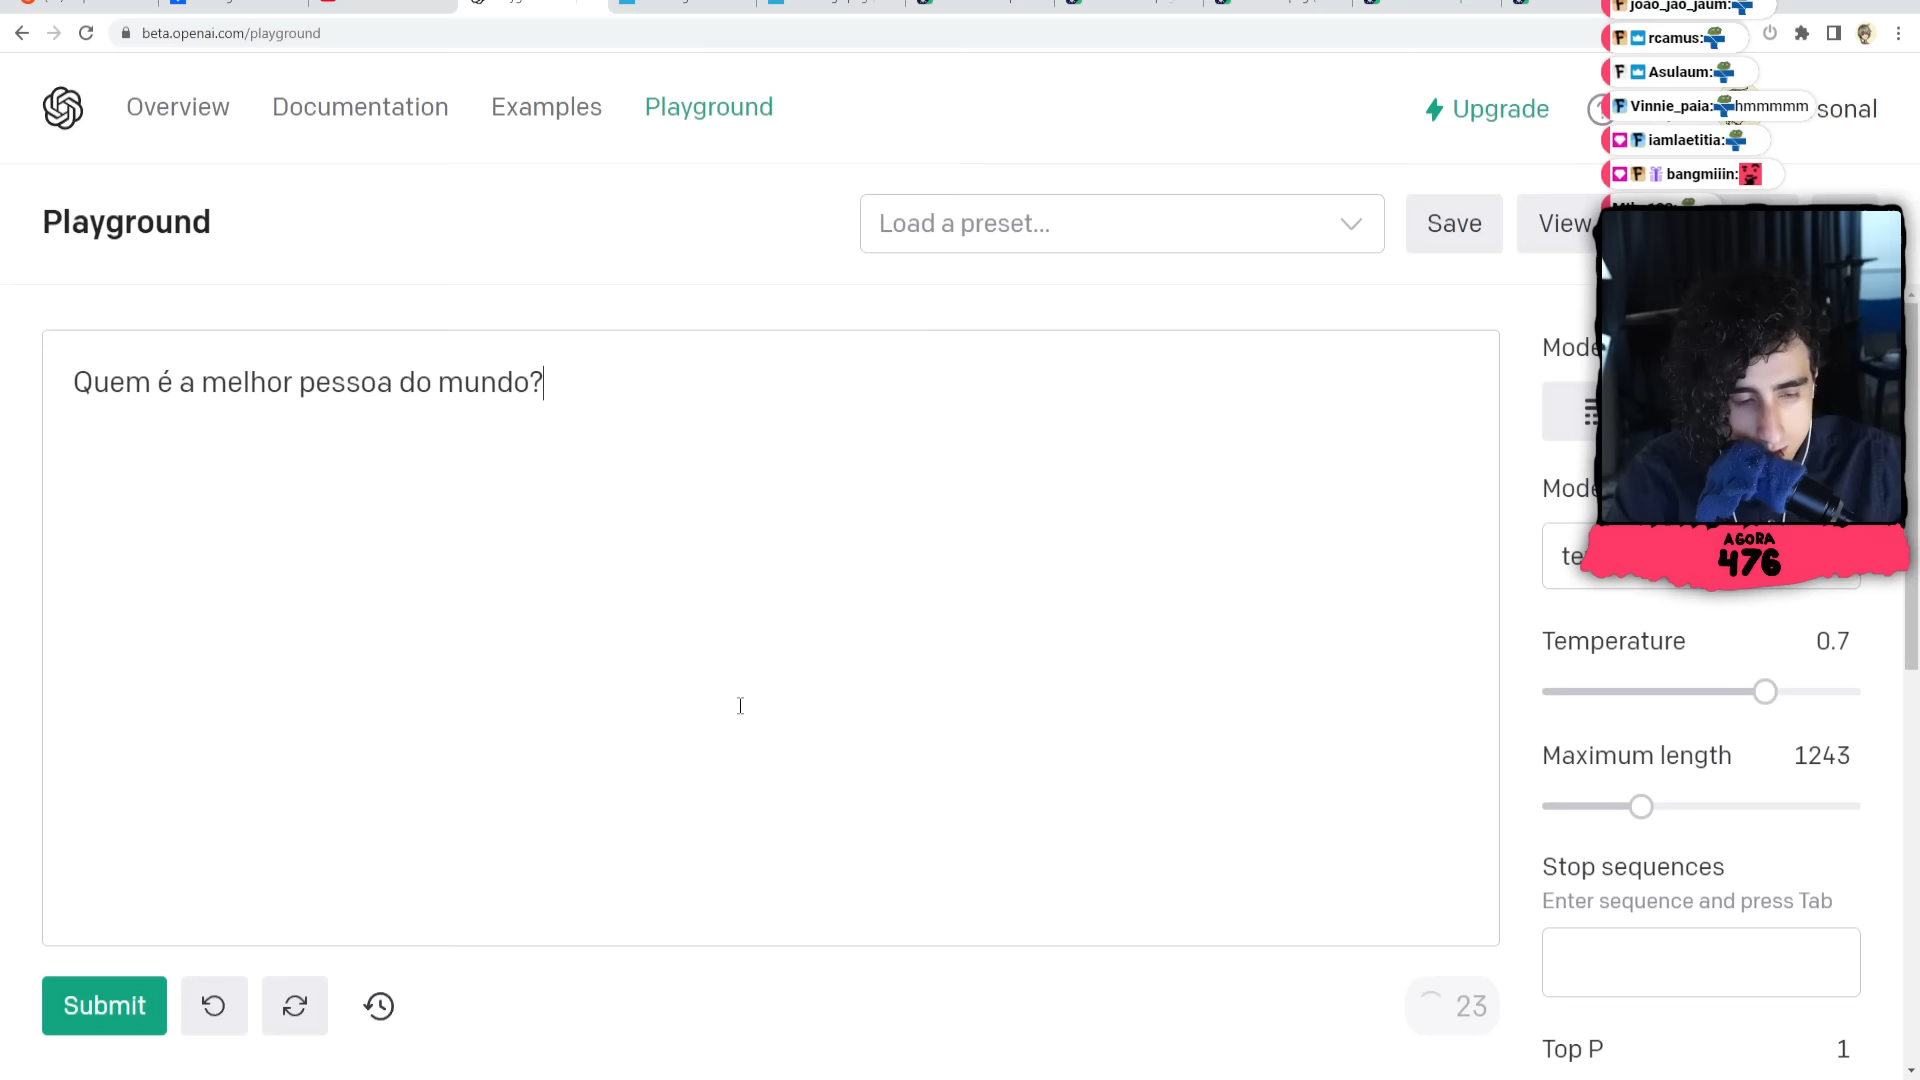 beta.openai.com/playground
joao_jao_jaum:
F rcamus:
F Asulaum:
F Vinnie_paia: hmmmmm
F iamlaetitia:
F bangmiiin:
Overview Documentation Examples Playground
Upgrade
sonal
Playground
Load a preset...
Save
View
Quem é a melhor pessoa do mundo?
Mode
Mode
te
AGORA
476
Temperature 0.7
Maximum length 1243
Stop sequences
Enter sequence and press Tab
Submit
23
Top P 1